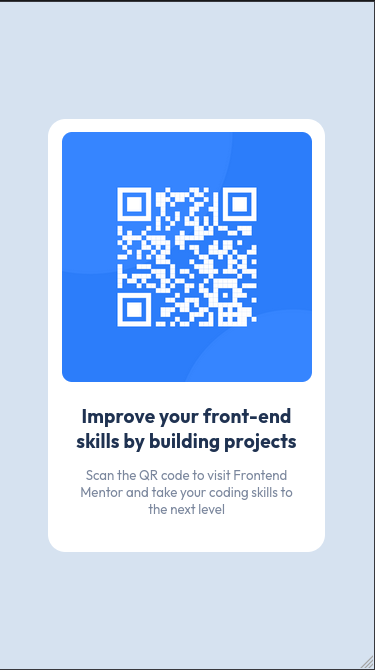 Improve your front-end
skills by building projects
Scan the QR code to visit Frontend
Mentor and take your coding skills to
the next level